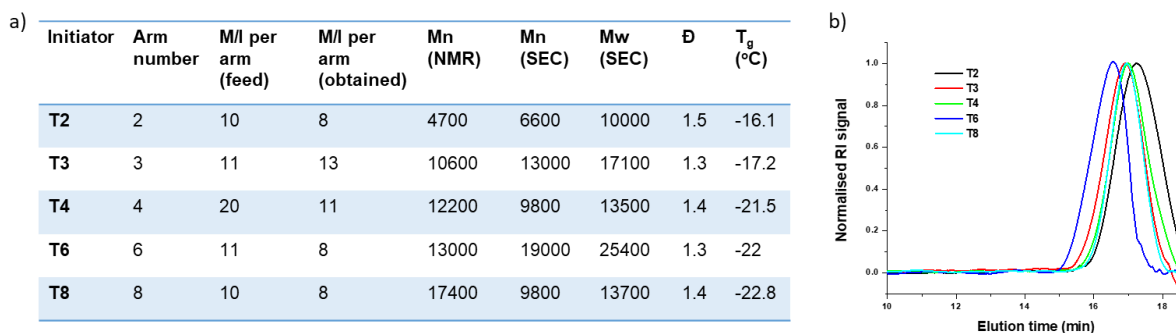 a)
Initiator Arm number M/I per arm (feed) M/I per arm (obtained) Mn (NMR) Mn (SEC) Mw (SEC) Đ Tg (oC)
T2 2 10 8 4700 6600 10000 1.5 -16.1
T3 3 11 13 10600 13000 17100 1.3 -17.2
T4 4 20 11 12200 9800 13500 1.4 -21.5
T6 6 11 8 13000 19000 25400 1.3 -22
T8 8 10 8 17400 9800 13700 1.4 -22.8
b)
Normalised RI signal
1.0
0.8
0.6
0.4
0.2
0.0
T2
T3
T4
T6
T8
10 12 14 16 18
Elution time (min)